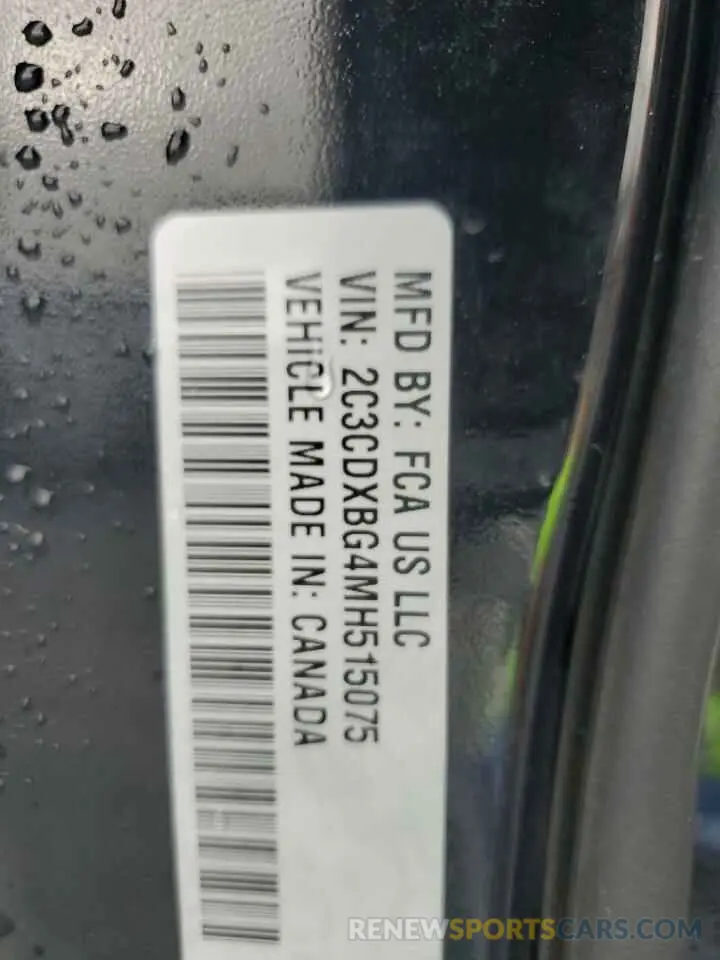 MFD BY: FCA US LLC
VIN: 2C3CDXBG4MH515075
VEHICLE MADE IN: CANADA
RENEWSPORTSCARS.COM